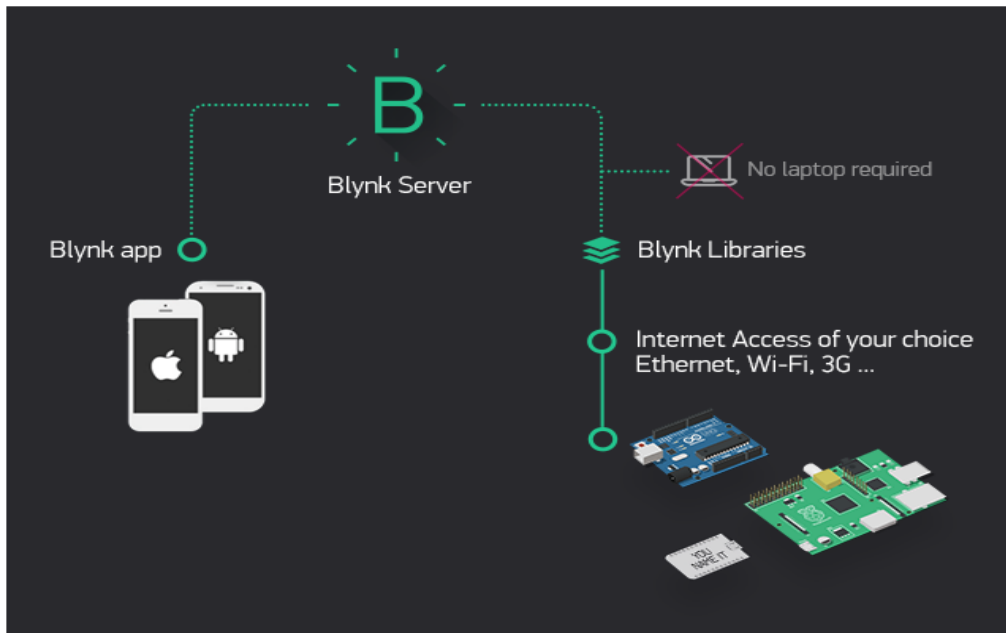 B
Blynk Server
No laptop required
Blynk app
Blynk Libraries
Internet Access of your choice
Ethernet, Wi-Fi, 3G ...
YOU
NAME IT